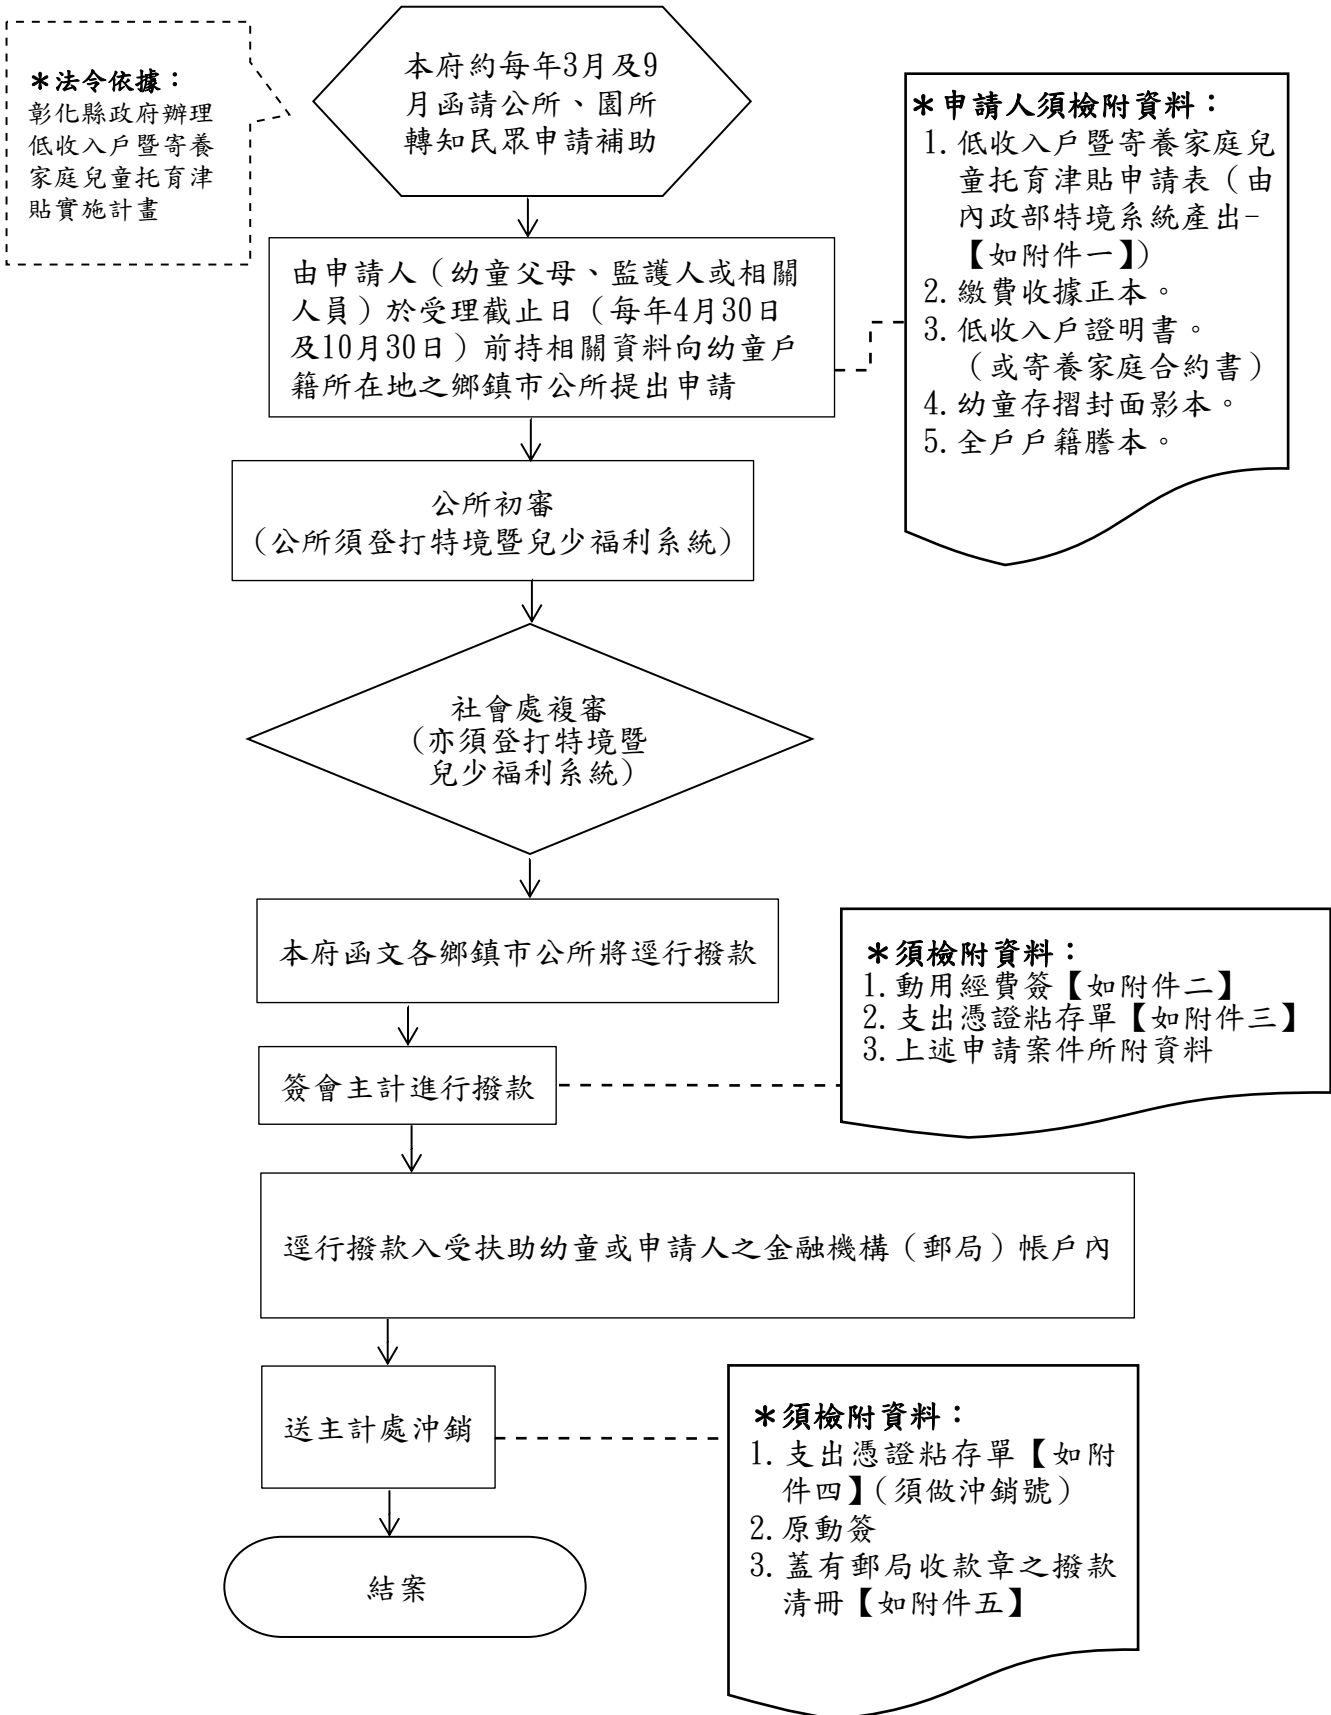 ＊法令依據：
彰化縣政府辦理
低收入戶暨寄養
家庭兒童托育津
貼實施計畫
本府約每年3月及9
月函請公所、園所
轉知民眾申請補助
＊申請人須檢附資料：
1.低收入戶暨寄養家庭兒
童托育津貼申請表（由
內政部特境系統產出-
【如附件一】)
2.繳費收據正本。
3.低收入戶證明書。
（或寄養家庭合約書）
4.幼童存摺封面影本。
5.全戶戶籍謄本。
由申請人（幼童父母、監護人或相關
人員）於受理截止日（每年4月30日
及10月30日）前持相關資料向幼童戶
籍所在地之鄉鎮市公所提出申請
公所初審
(公所須登打特境暨兒少福利系統)
社會處複審
(亦須登打特境暨
兒少福利系統)
本府函文各鄉鎮市公所將逕行撥款
＊須檢附資料：
1.動用經費簽【如附件二】
2.支出憑證粘存單【如附件三】
3.上述申請案件所附資料
簽會主計進行撥款
逕行撥款入受扶助幼童或申請人之金融機構（郵局）帳戶內
送主計處沖銷
＊須檢附資料：
1.支出憑證粘存單【如附
件四】(須做沖銷號)
2.原動簽
3.蓋有郵局收款章之撥款
清冊【如附件五】
結案